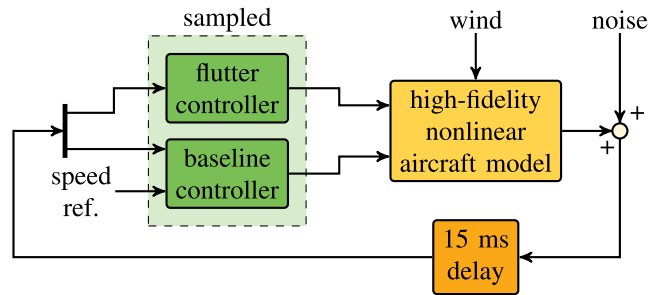 sampled
wind
noise
flutter
controller
high-fidelity
nonlinear
aircraft model
+
+
baseline
controller
speed
ref.
15 ms
delay